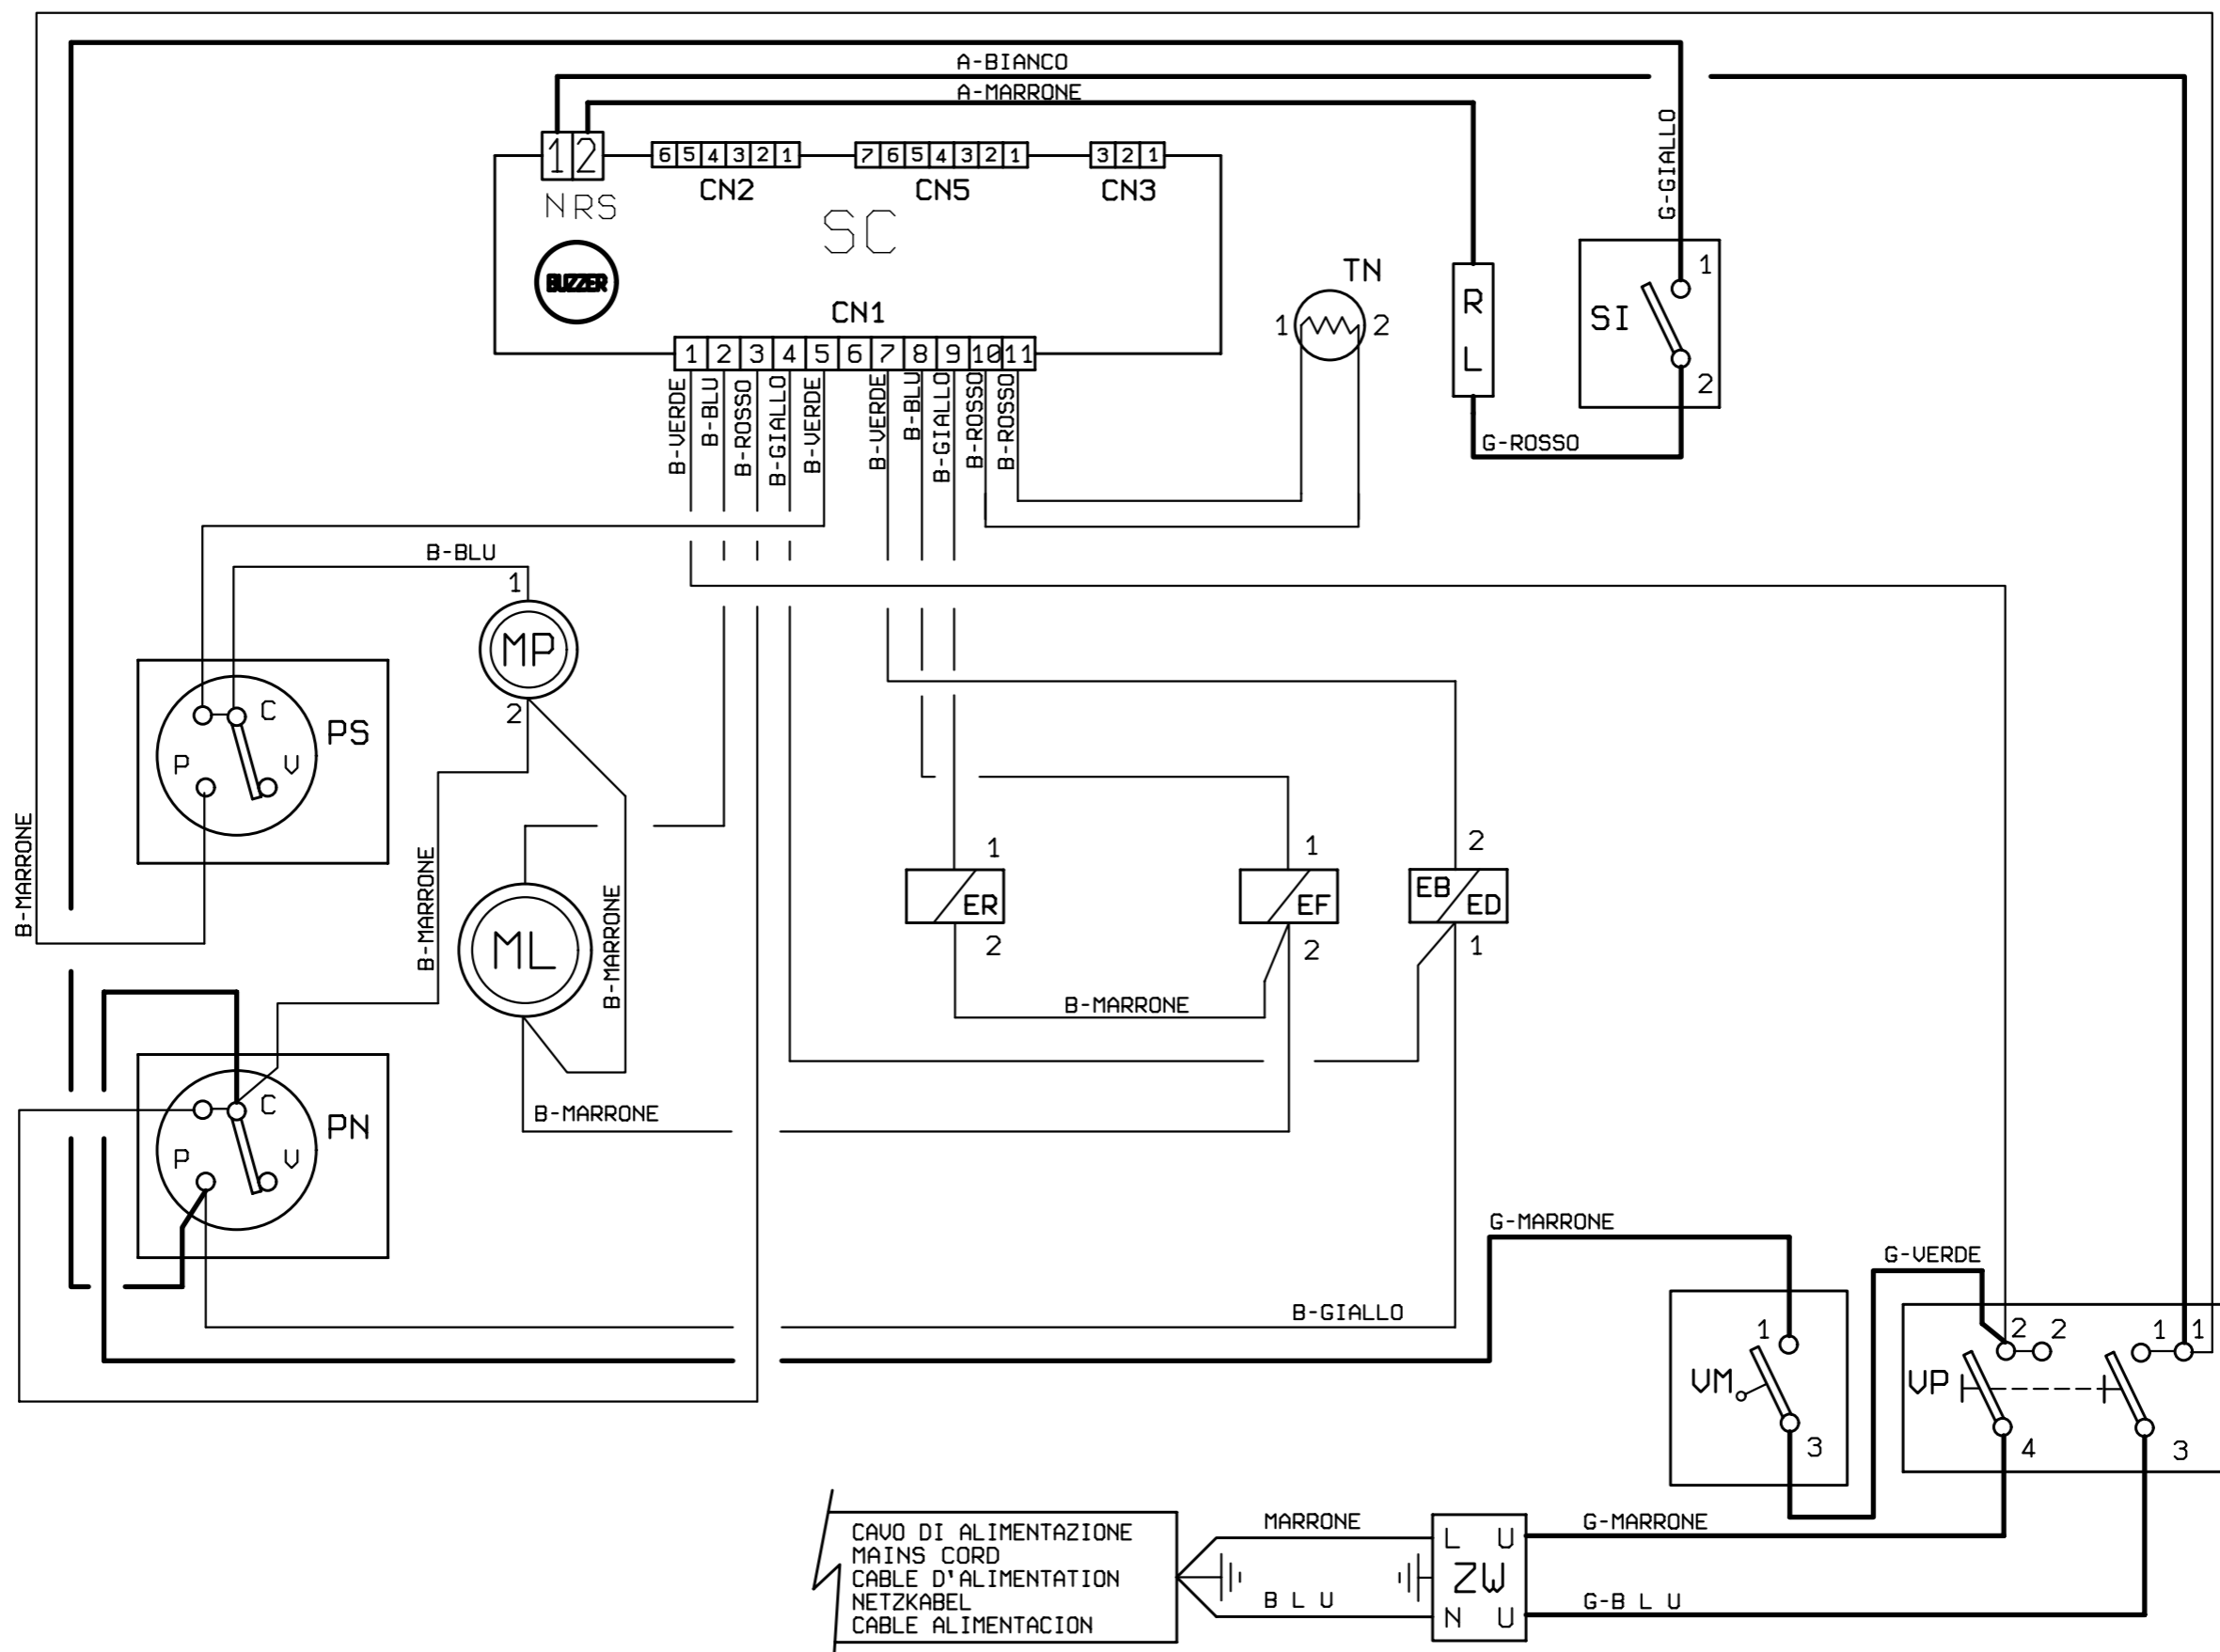 A-BIANCO
A-MARRONE
G-GIALLO
1 2
6 5 4 3 2 1
7 6 5 4 3 2 1
3 2 1
NRS
CN2
CN5
CN3
SC
BUZZER
CN1
TN
1
2
R L
SI
1
2
1 2 3 4 5 6 7 8 9 10 11
B-VERDE
B-BLU
B-ROSSO
B-GIALLO
B-VERDE
B-VERDE
B-BLU
B-GIALLO
B-ROSSO
B-ROSSO
G-ROSSO
B-BLU
1
MP
2
C
PS
P
V
B-MARRONE
B-MARRONE
ML
B-MARRONE
1
ER
2
1
EF
2
2
EB
ED
1
B-MARRONE
C
PN
P
V
B-MARRONE
G-MARRONE
G-VERDE
B-GIALLO
1
VM
3
2
2
1
1
VP
4
3
CAVO DI ALIMENTAZIONE
MAINS CORD
CABLE D'ALIMENTATION
NETZKABEL
CABLE ALIMENTACION
MARRONE
B L U
L U
ZW
N U
G-MARRONE
G-B L U